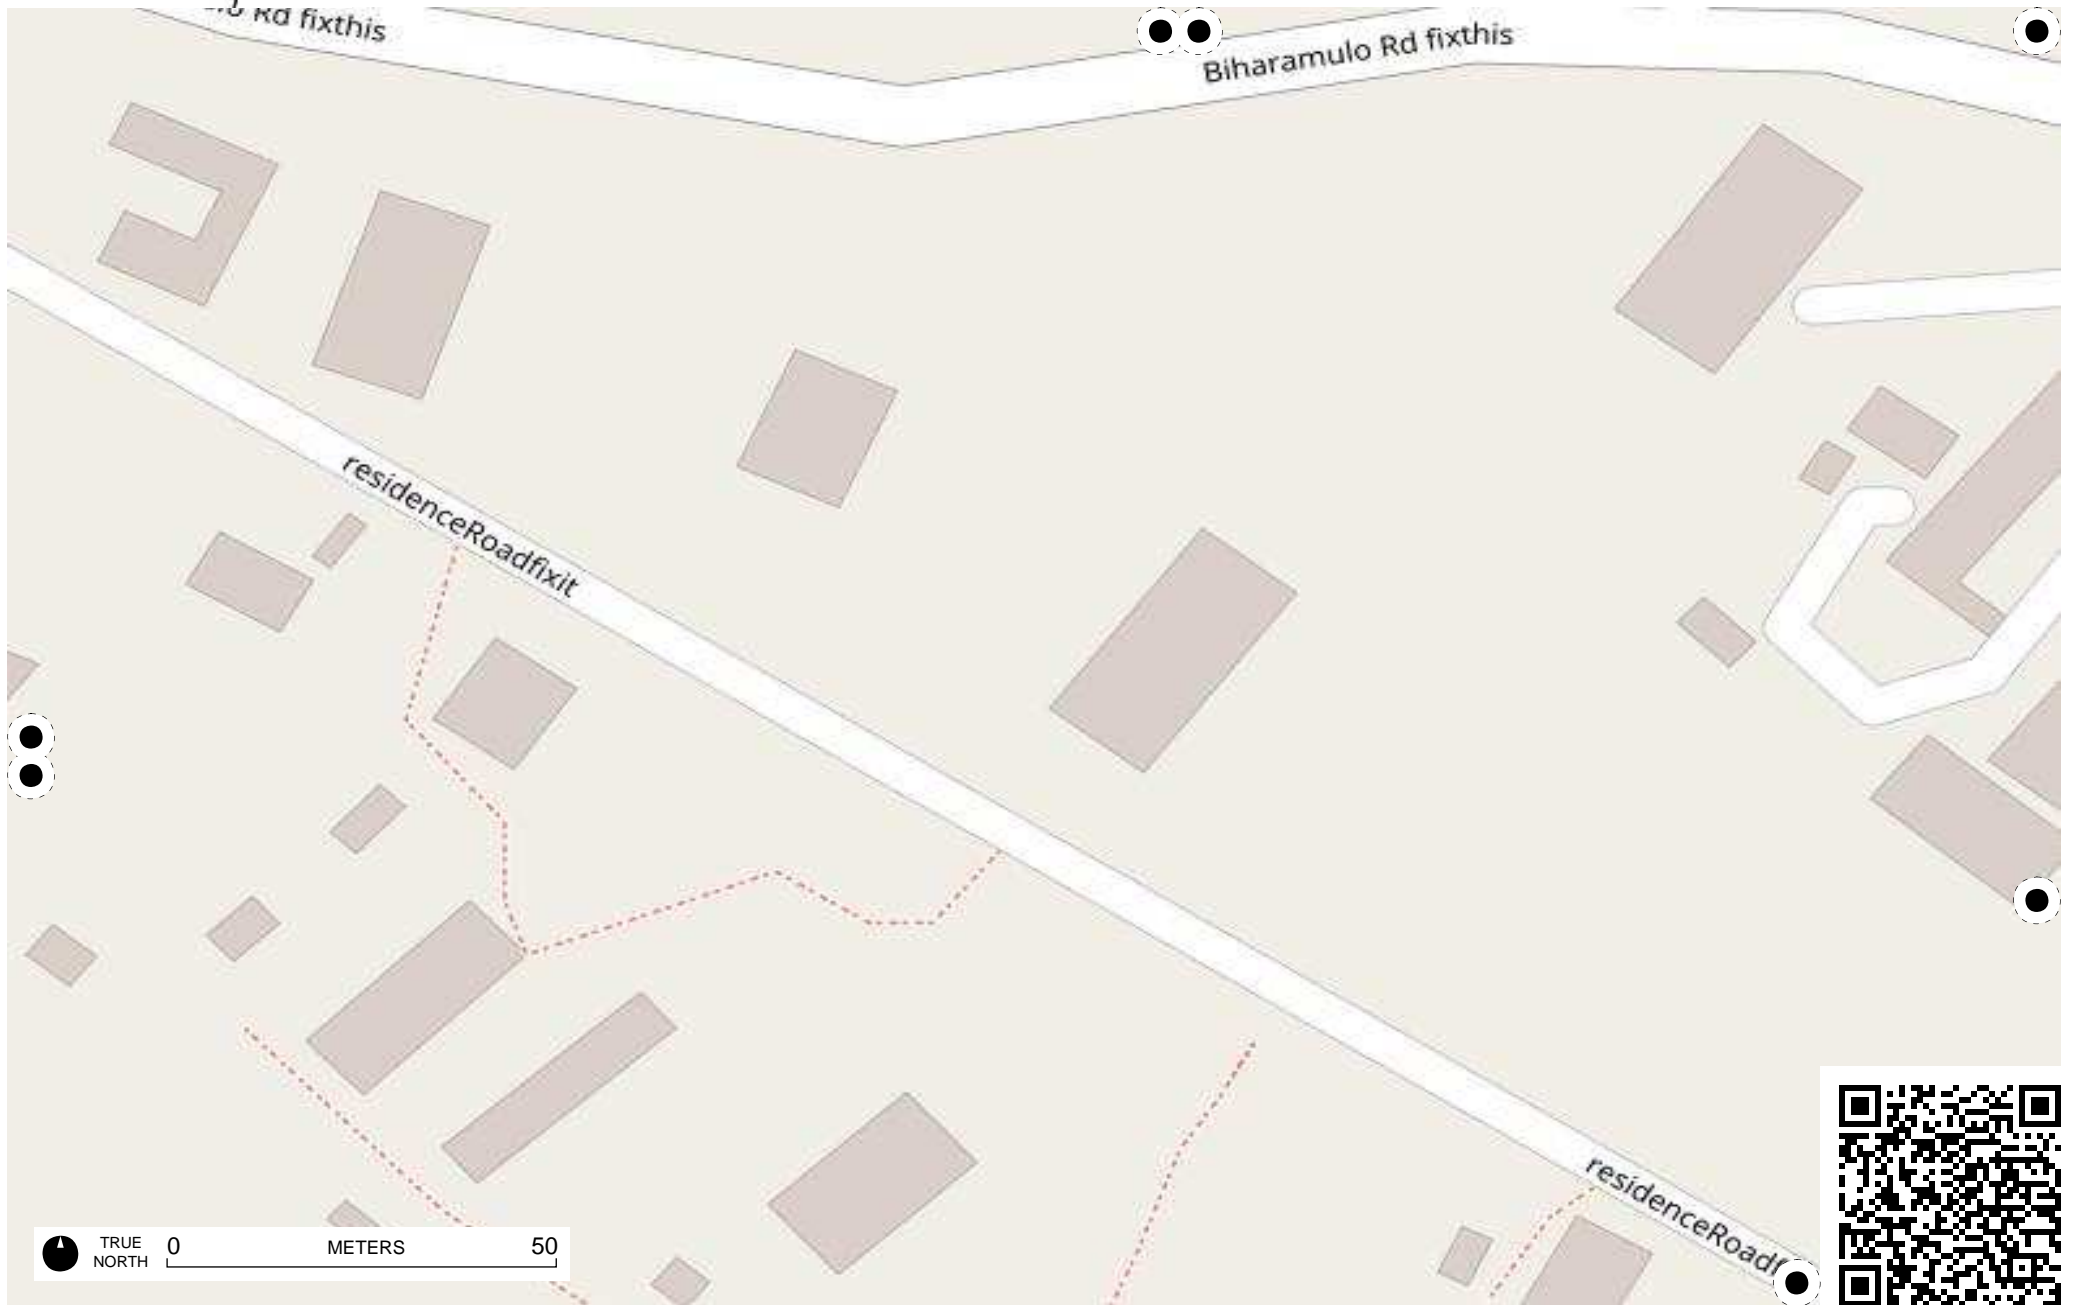 Rd fixthis
Biharamulo Rd fixthis
residenceRoadfixit
residenceRoadf
TRUE
NORTH
0 METERS 50